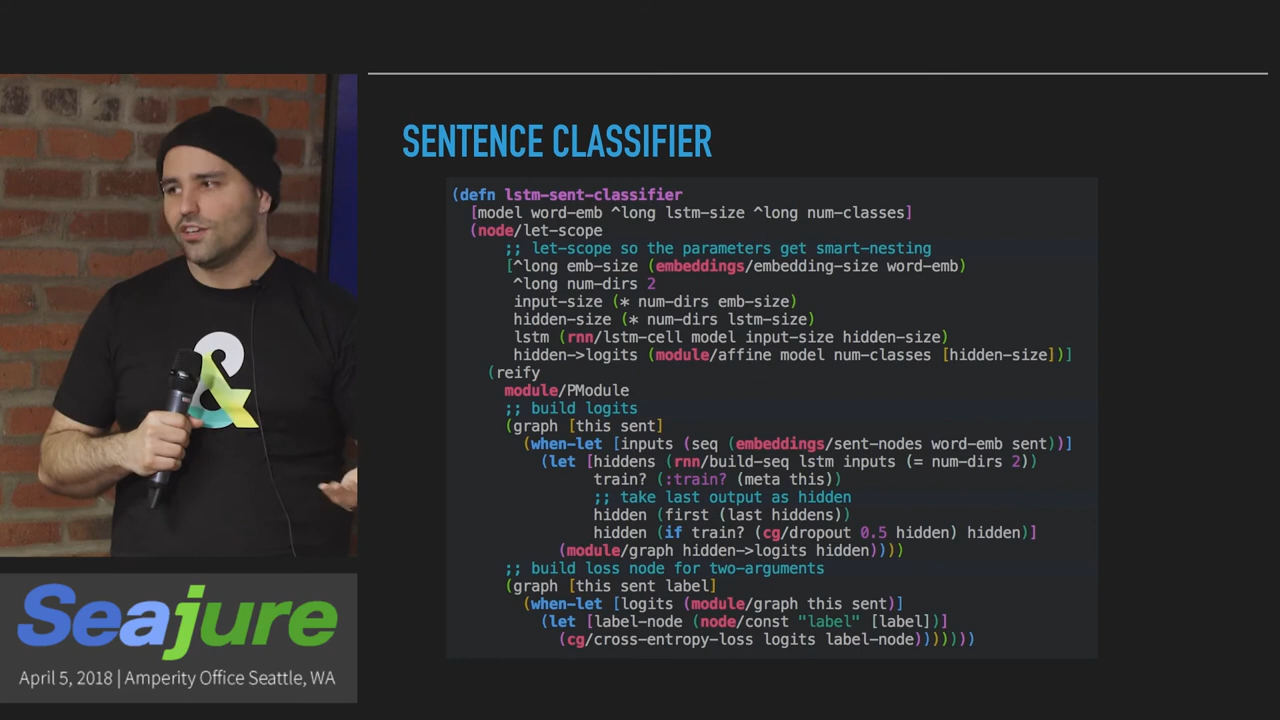 SENTENCE CLASSIFIER
(defn lstm-sent-classifier
[model word-emb ^long lstm-size ^long num-classes]
(node/let-scope
;; let-scope so the parameters get smart-nesting
[^long emb-size (embeddings/embedding-size word-emb)
^long num-dirs 2
input-size (* num-dirs emb-size)
hidden-size (* num-dirs lstm-size)
lstm (rnn/lstm-cell model input-size hidden-size)
hidden->logits (module/affine model num-classes [hidden-size])]
(reify
module/PModule
;; build logits
(graph [this sent]
(when-let [inputs (seq (embeddings/sent-nodes word-emb sent))]
(let [hiddens (rnn/build-seq lstm inputs (= num-dirs 2))
train? (:train? (meta this))
;; take last output as hidden
hidden (first (last hiddens))
hidden (if train? (cg/dropout 0.5 hidden) hidden)]
(module/graph hidden->logits hidden))))
;; build loss node for two-arguments
(graph [this sent label]
(when-let [logits (module/graph this sent)]
(let [label-node (node/const "label" [label])]
(cg/cross-entropy-loss logits label-node)))))))
&
Seajure
April 5, 2018 | Amperity Office Seattle, WA